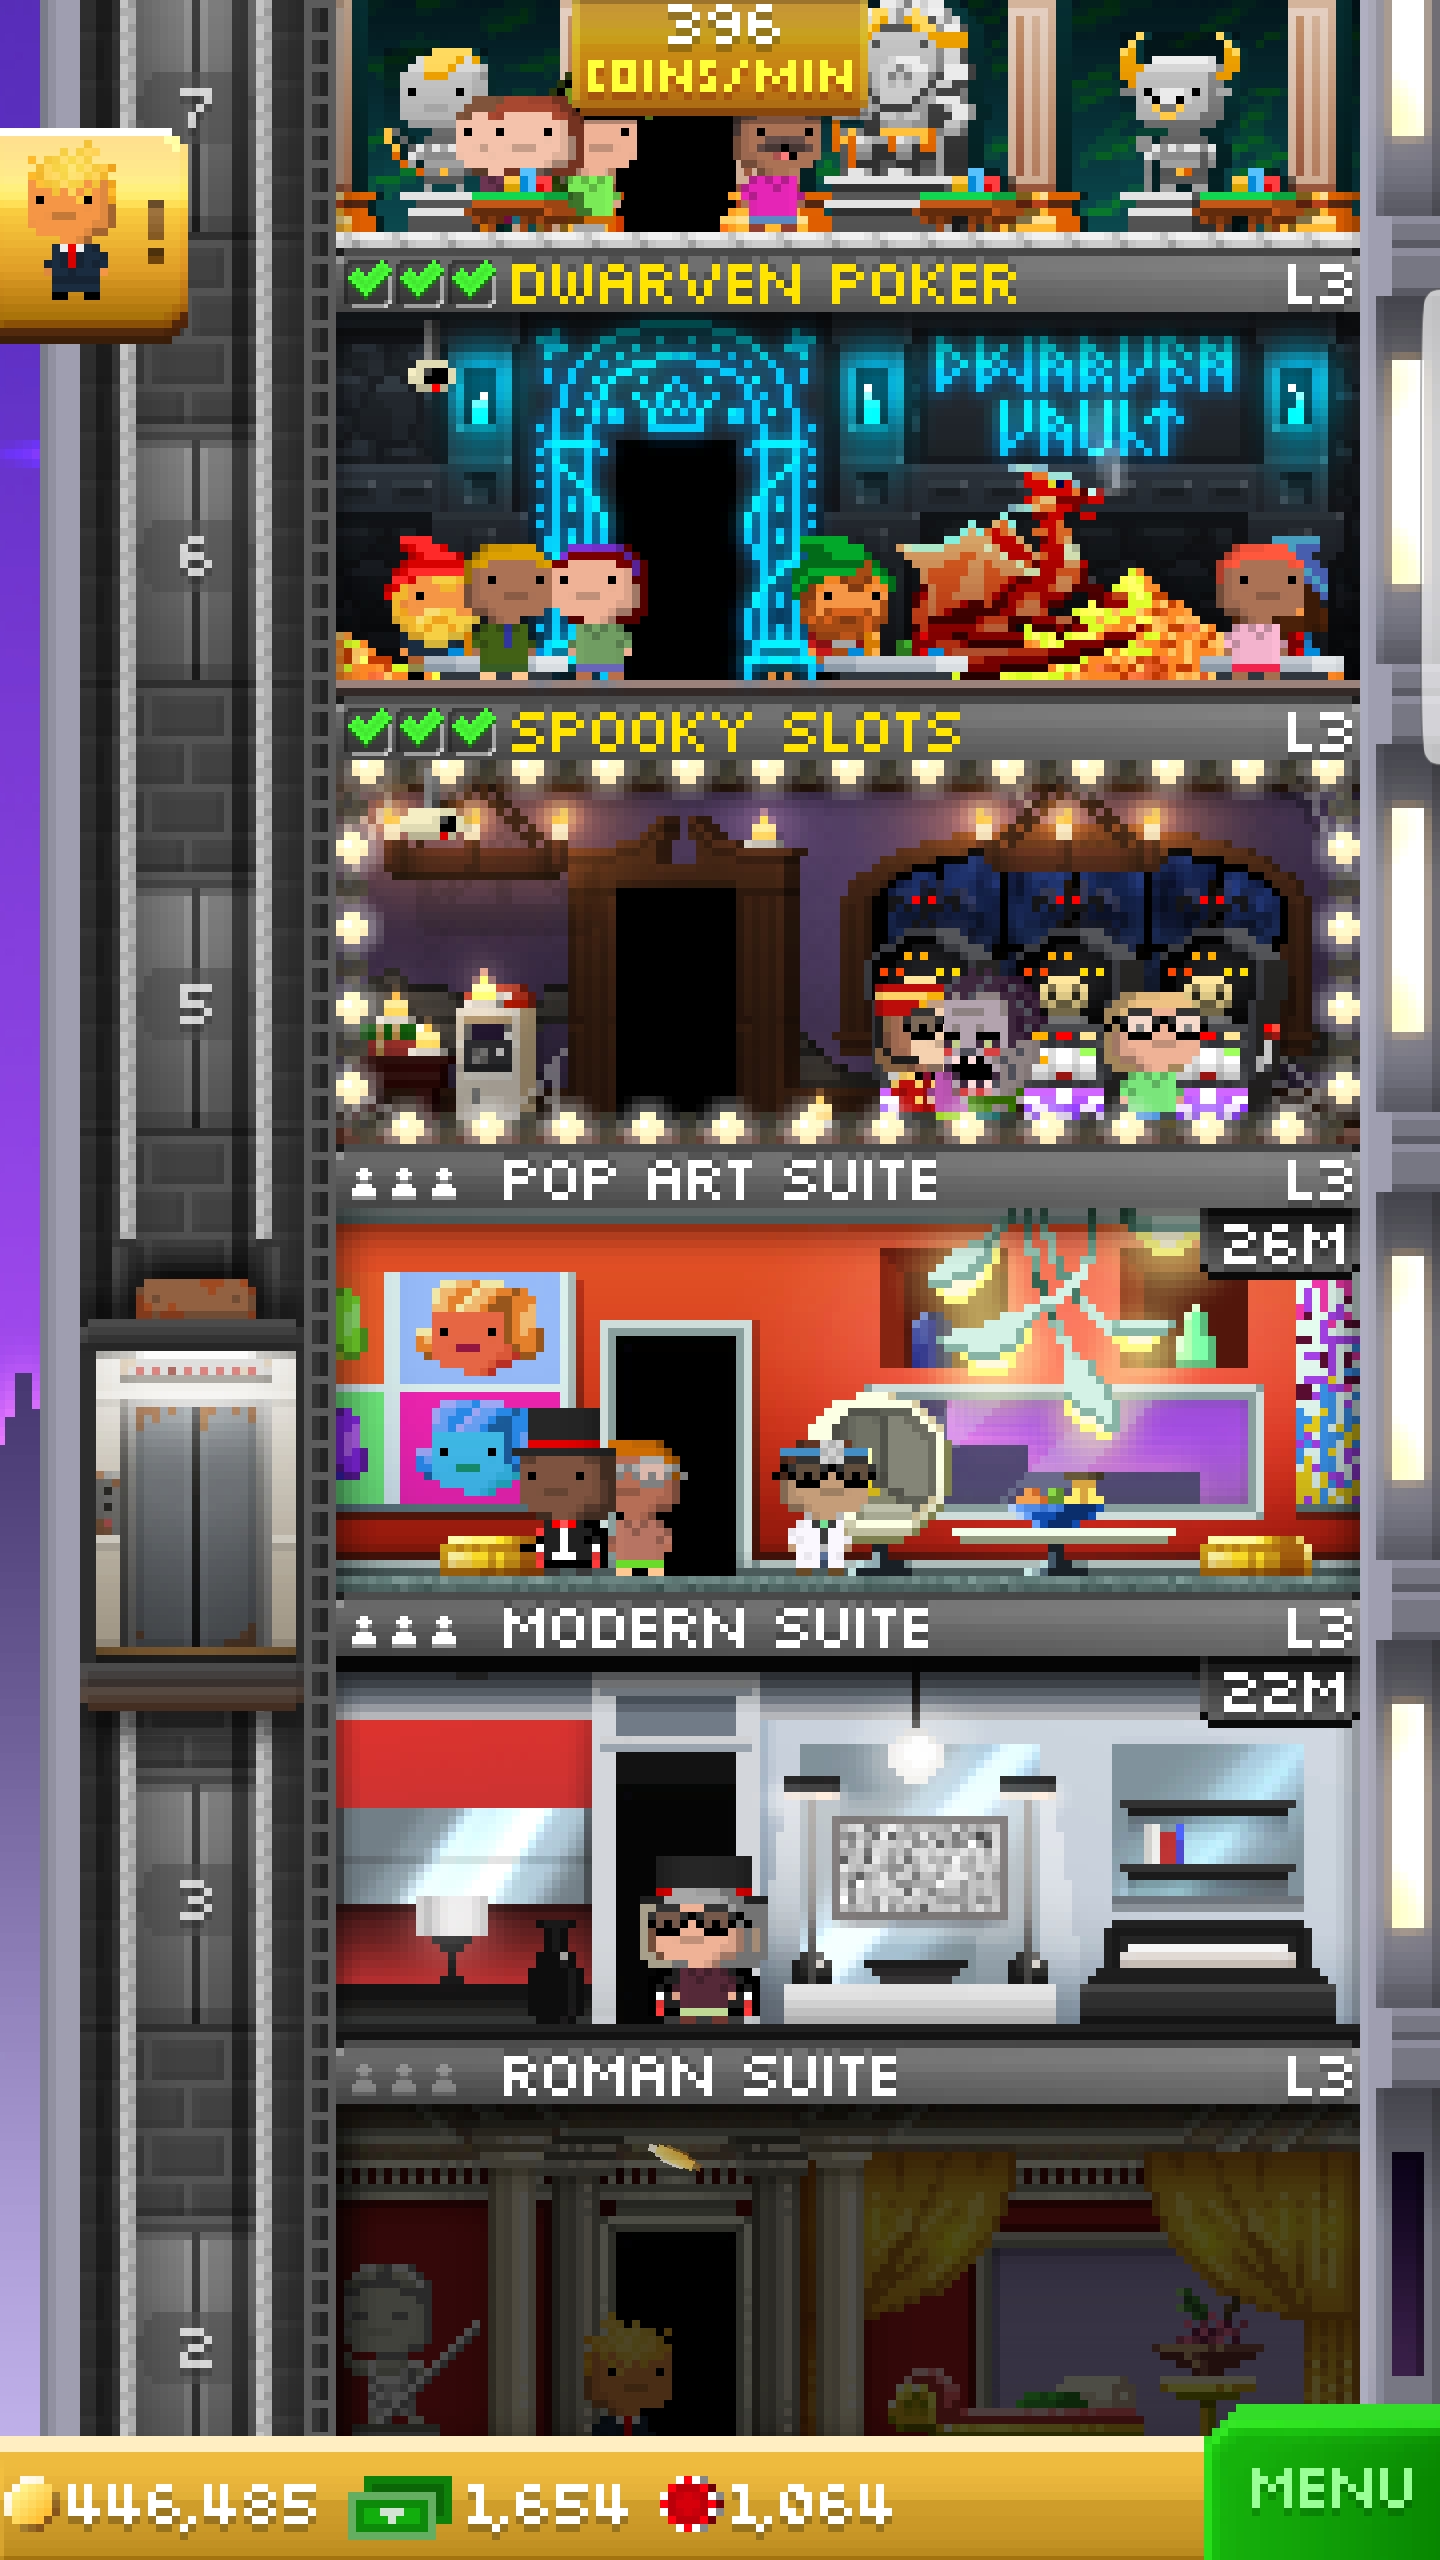 396
COINS/MIN
7
!
DWARVEN POKER L3
DWARVEN
VAULT
6
SPOOKY SLOTS L3
5
POP ART SUITE L3
26M
MODERN SUITE L3
22M
3
ROMAN SUITE L3
2
446,485 1,654 1,064
MENU